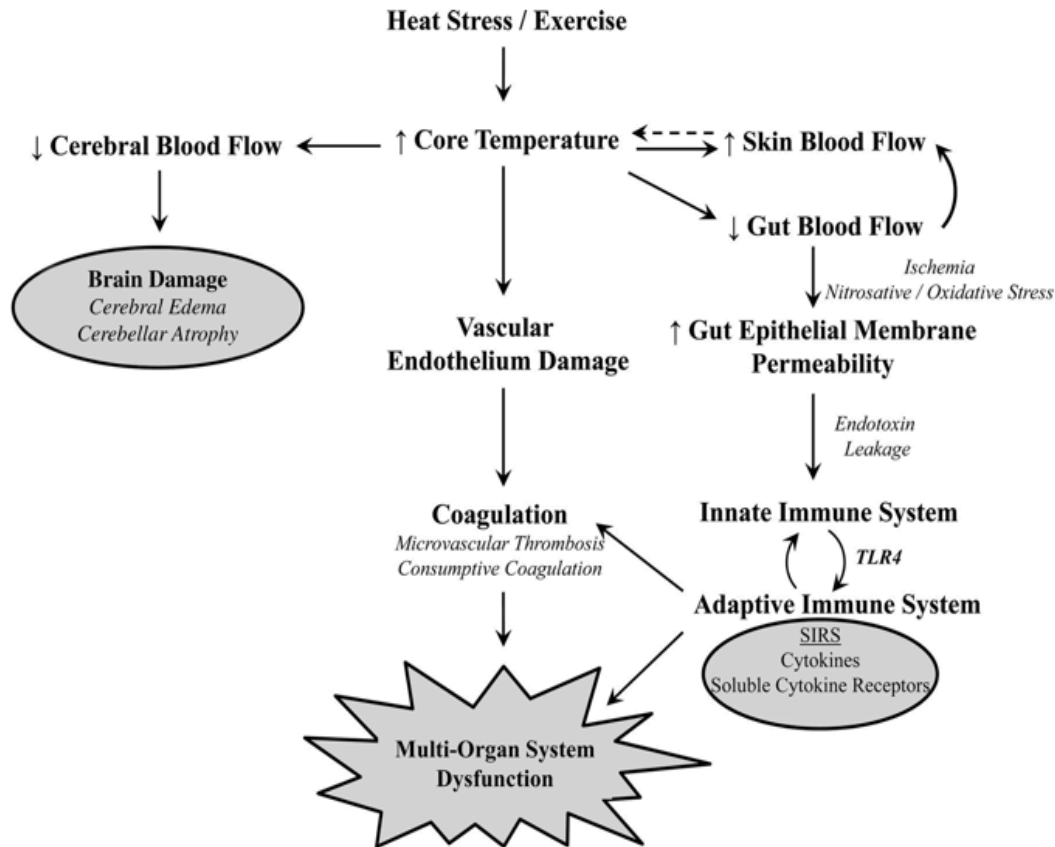 Heat Stress / Exercise
↓ Cerebral Blood Flow
↑ Core Temperature
↑ Skin Blood Flow
↓ Gut Blood Flow
Ischemia
Nitrosative / Oxidative Stress
Brain Damage
Cerebral Edema
Cerebellar Atrophy
Vascular
Endothelium Damage
↑ Gut Epithelial Membrane
Permeability
Endotoxin
Leakage
Coagulation
Microvascular Thrombosis
Consumptive Coagulation
Innate Immune System
TLR4
Adaptive Immune System
SIRS
Cytokines
Soluble Cytokine Receptors
Multi-Organ System
Dysfunction